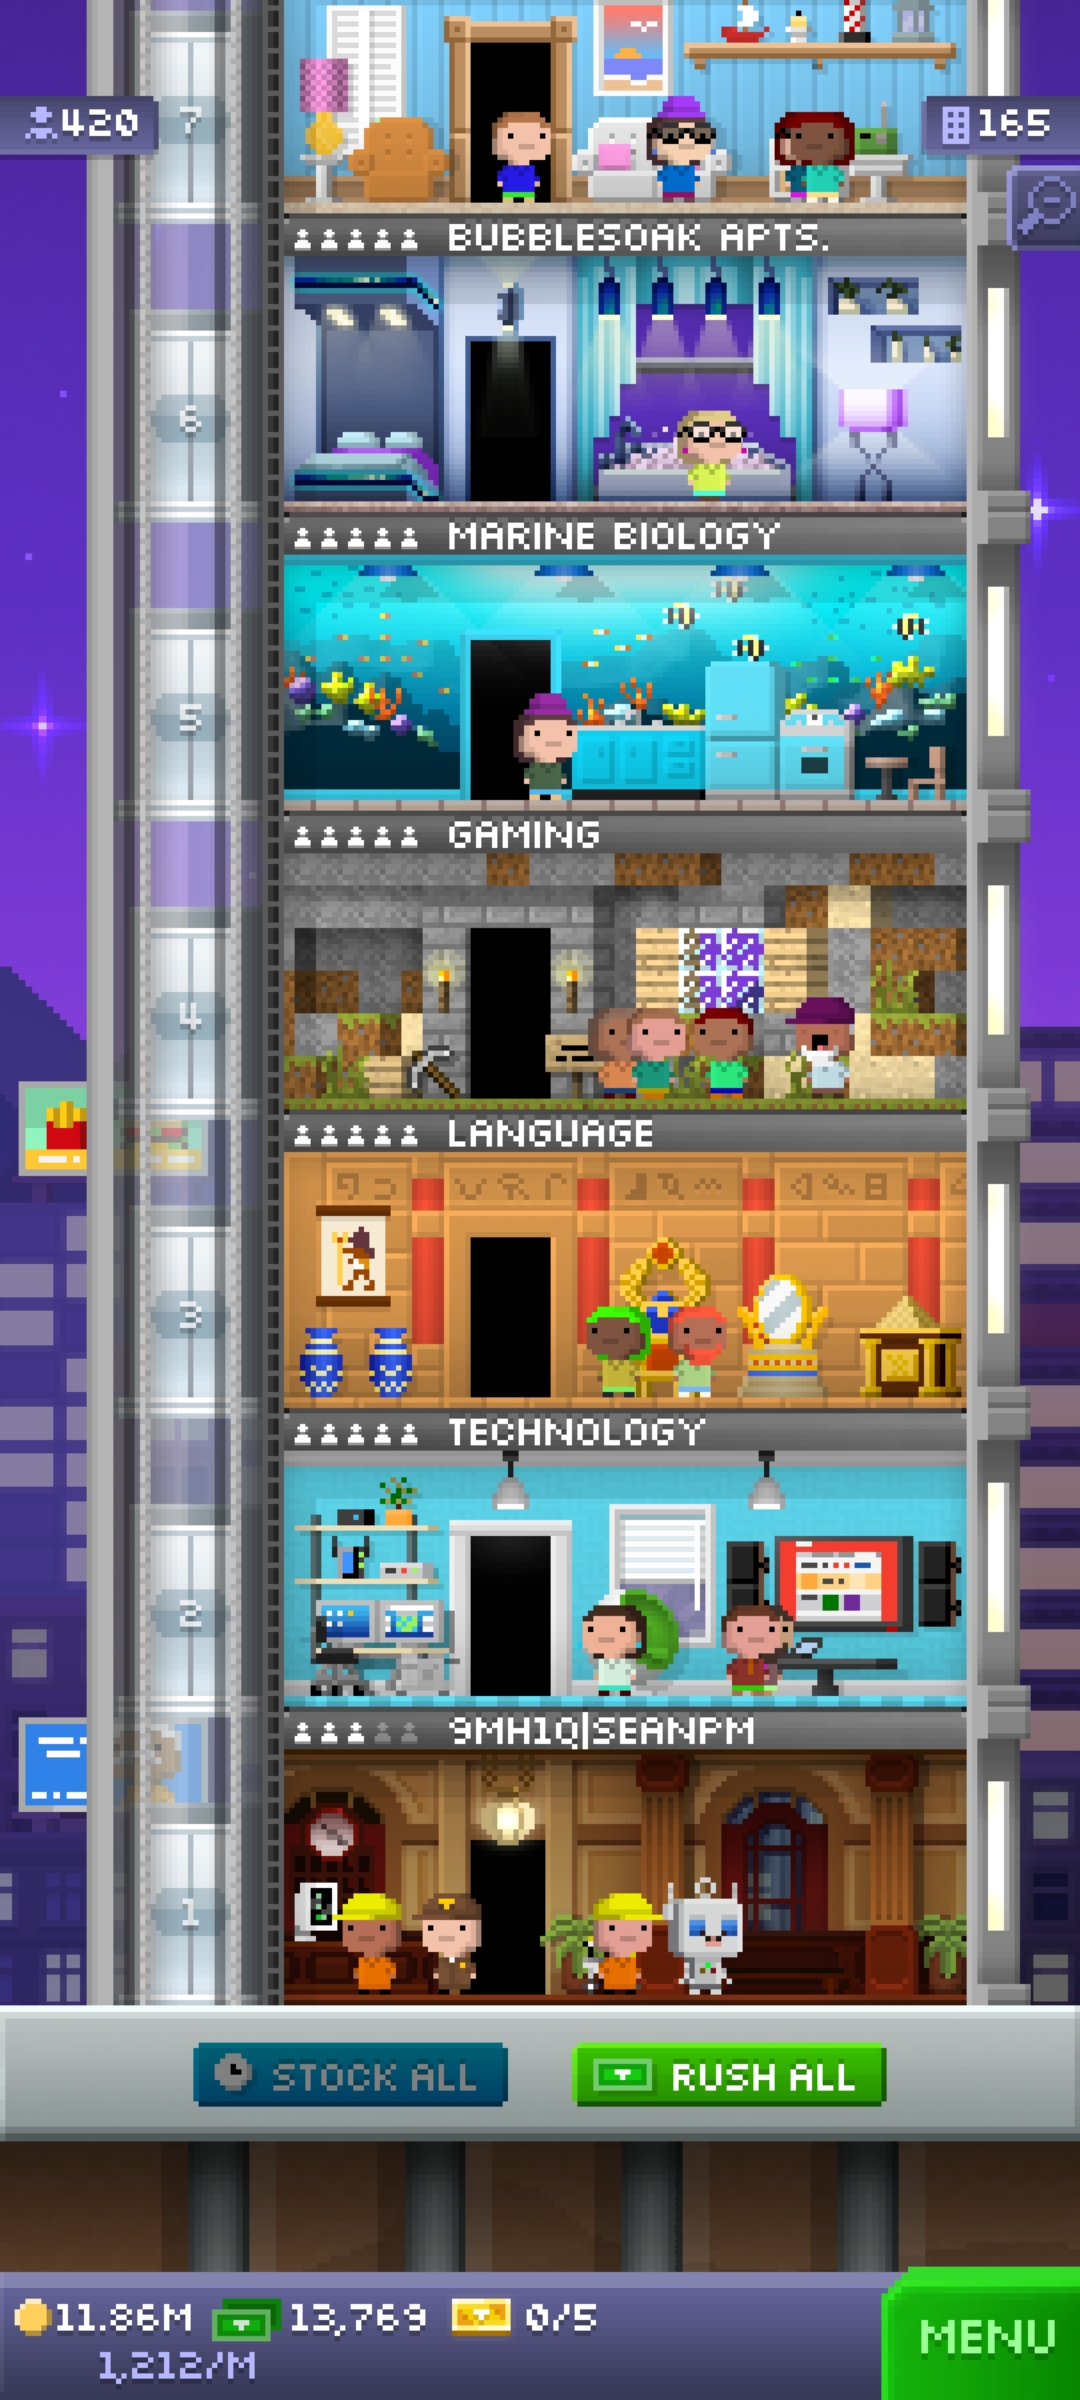 420
7
165
BUBBLESOAK APTS.
6
MARINE BIOLOGY
5
GAMING
4
LANGUAGE
3
TECHNOLOGY
2
9MH1Q|SEANPM
1
STOCK ALL
RUSH ALL
11.86M
13,769
0/5
1,212/M
MENU